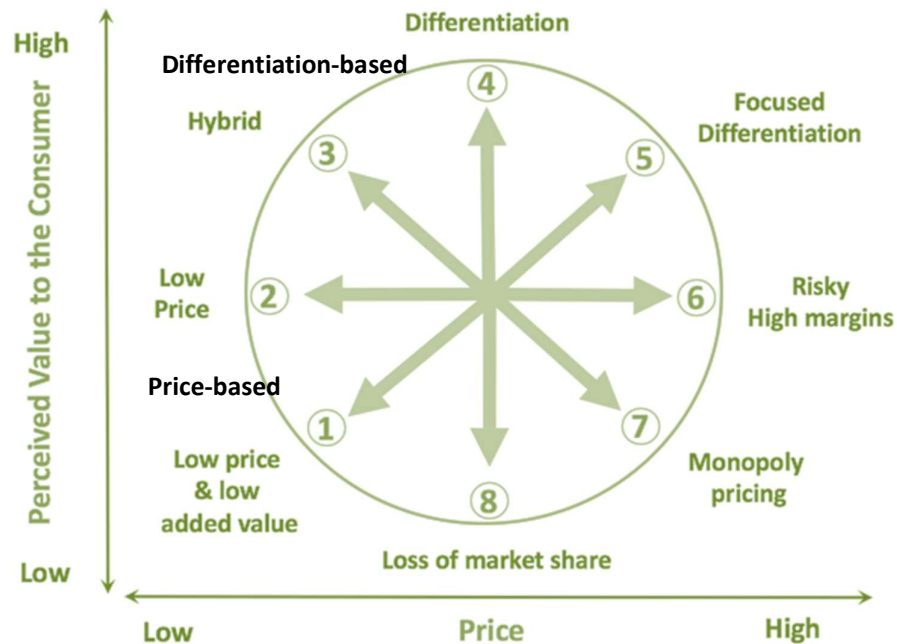 Differentiation
High
Differentiation-based
4
Focused
Differentiation
Hybrid
3
5
Perceived Value to the Consumer
Low
Price
2
6
Risky
High margins
Price-based
1
7
Low price
& low
added value
Monopoly
pricing
8
Loss of market share
Low
Low
Price
High